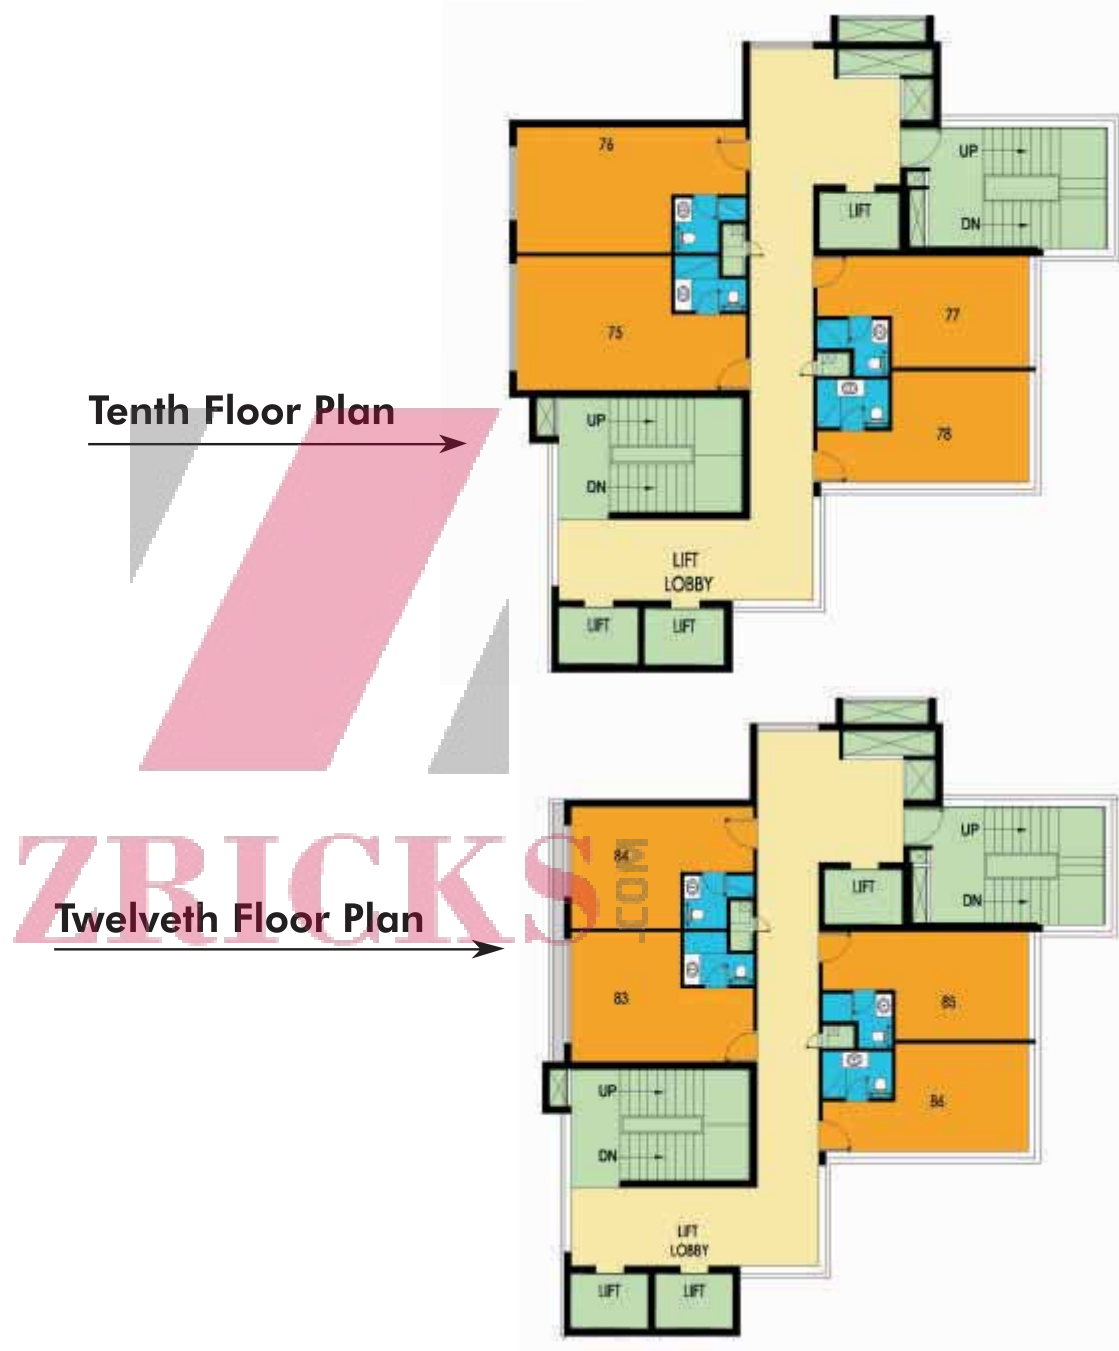 76
UP
LIFT
DN
77
75
Tenth Floor Plan
UP
78
DN
LIFT
LOBBY
LIFT
LIFT
UP
84
LIFT
DN
ZRICKS
.COM
Twelveth Floor Plan
83
85
UP
86
DN
LIFT
LOBBY
LIFT
LIFT